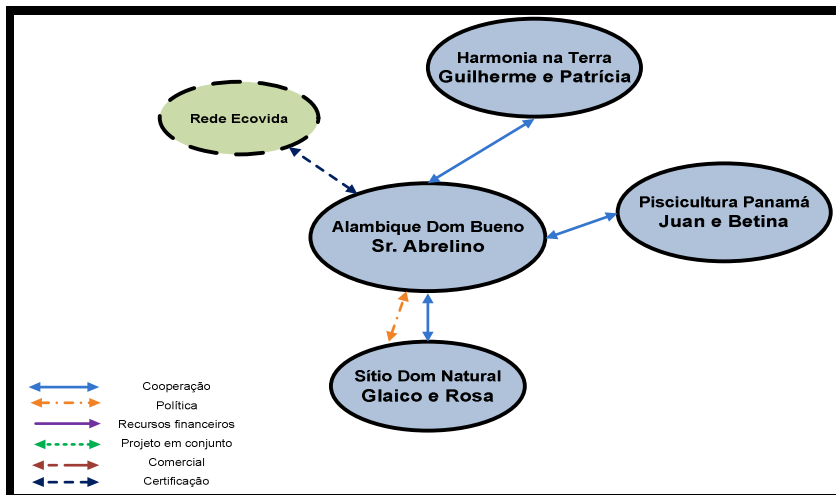 Harmonia na Terra
Guilherme e Patrícia
Rede Ecovida
Piscicultura Panamá
Juan e Betina
Alambique Dom Bueno
Sr. Abrelino
Sítio Dom Natural
Glaico e Rosa
Cooperação
Política
Recursos financeiros
Projeto em conjunto
Comercial
Certificação